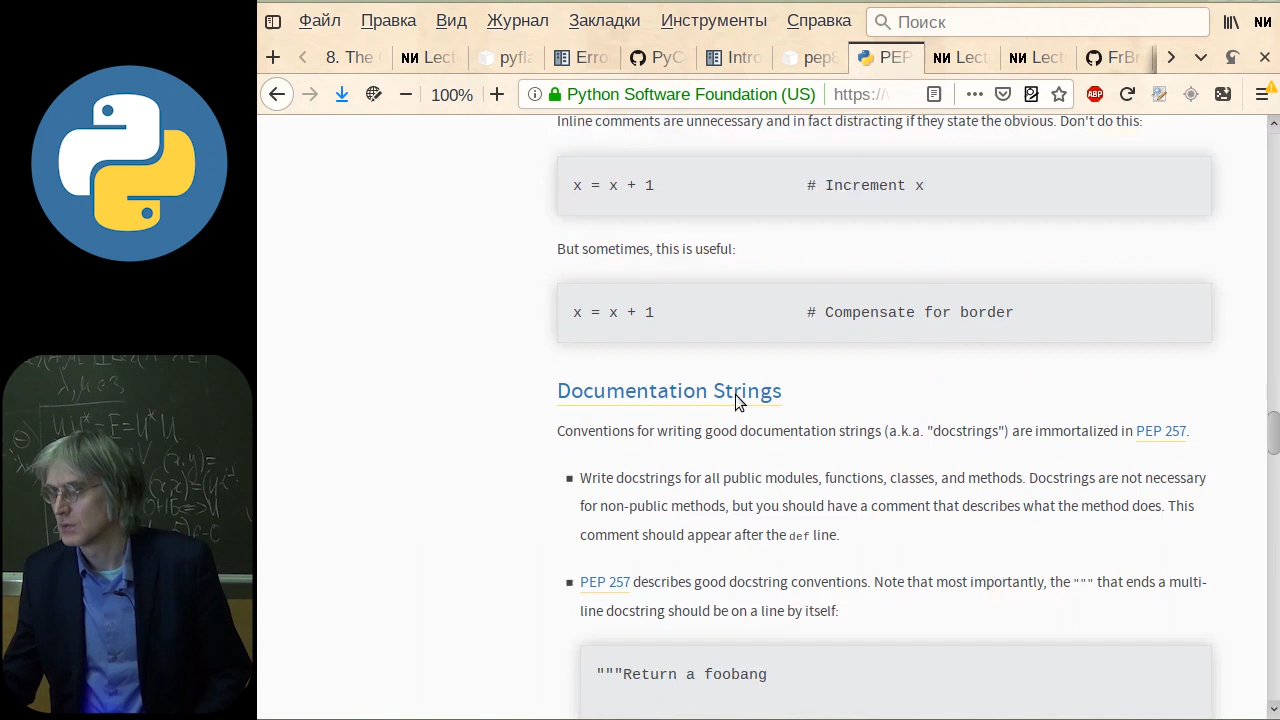 Файл Правка Вид Журнал Закладки Инструменты Справка Поиск
8. The Lect pyfla Erro PyC Intro pep8 PEP Lect Lect FrBr
100% Python Software Foundation (US) https://
Inline comments are unnecessary and in fact distracting if they state the obvious. Don't do this:
x = x + 1 # Increment x
But sometimes, this is useful:
x = x + 1 # Compensate for border
Documentation Strings
Conventions for writing good documentation strings (a.k.a. "docstrings") are immortalized in PEP 257.
Write docstrings for all public modules, functions, classes, and methods. Docstrings are not necessary
for non-public methods, but you should have a comment that describes what the method does. This
comment should appear after the def line.
PEP 257 describes good docstring conventions. Note that most importantly, the """ that ends a multi-
line docstring should be on a line by itself:
"""Return a foobang